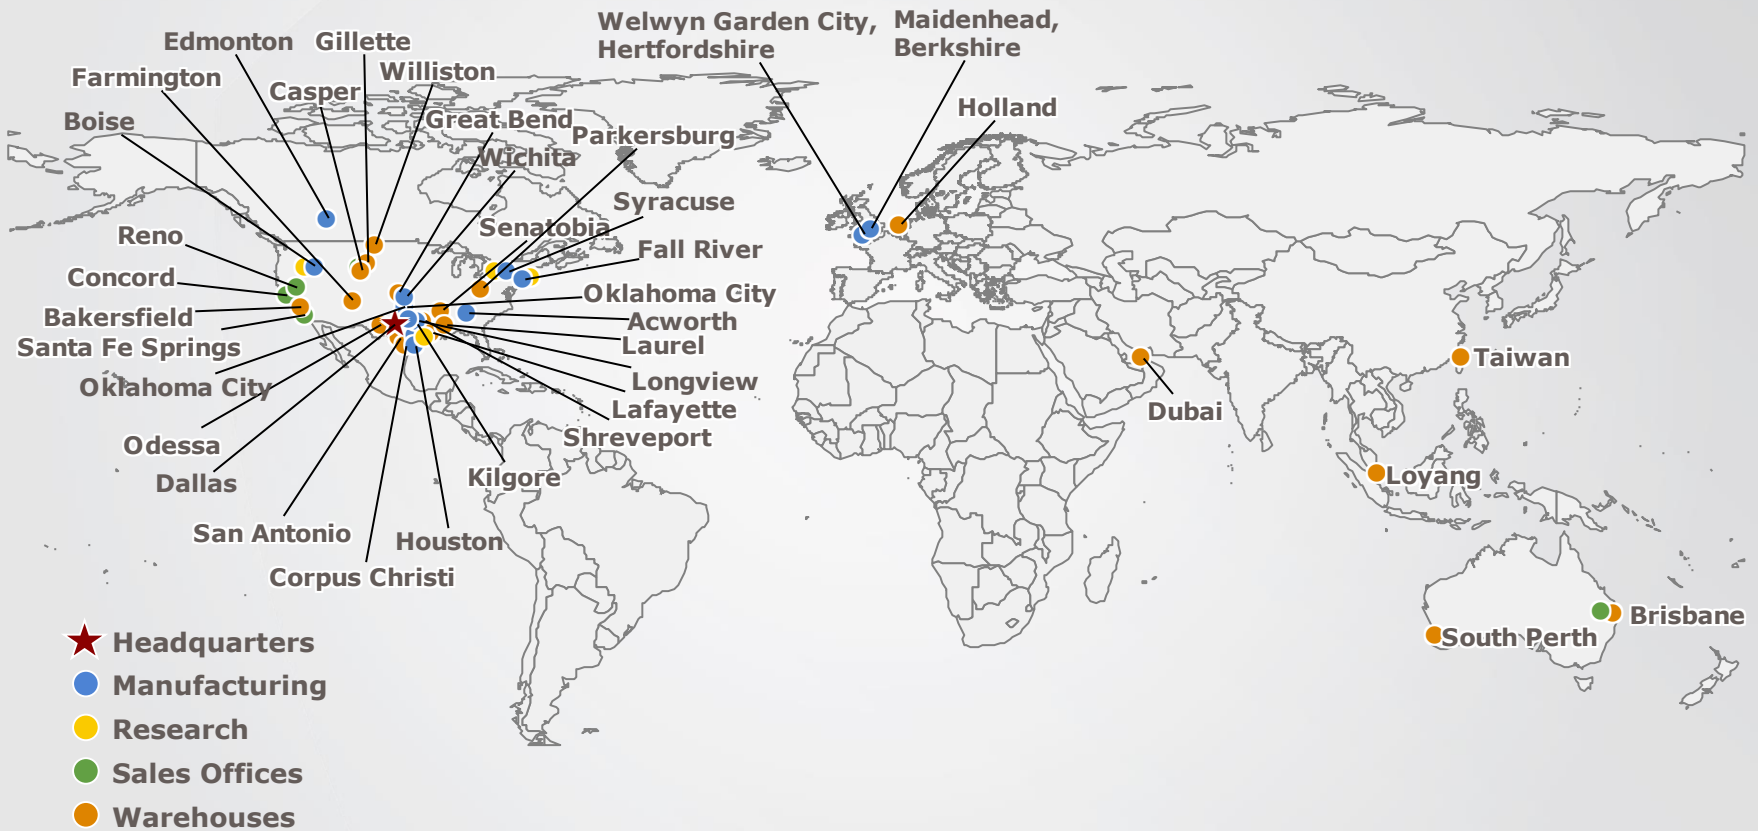 Welwyn Garden City,
Hertfordshire
Maidenhead,
Berkshire
Edmonton
Gillette
Farmington
Williston
Casper
Holland
Boise
Great Bend
Parkersburg
Wichita
Syracuse
Reno
Senatobia
Fall River
Concord
Oklahoma City
Bakersfield
Acworth
Santa Fe Springs
Laurel
Taiwan
Oklahoma City
Longview
Lafayette
Dubai
Odessa
Shreveport
Dallas
Kilgore
Loyang
San Antonio
Houston
Corpus Christi
Brisbane
South Perth
Headquarters
Manufacturing
Research
Sales Offices
Warehouses